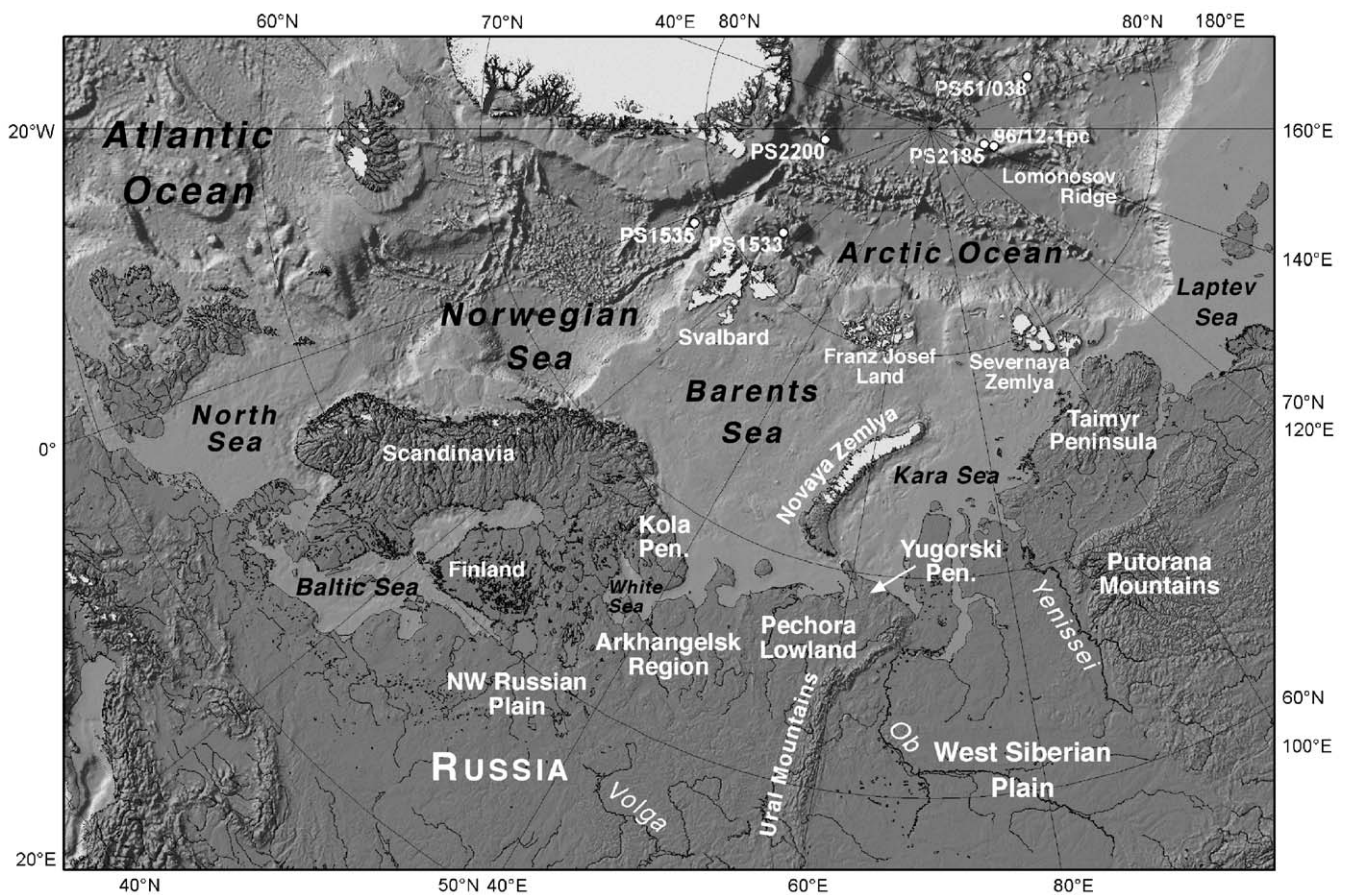 60°N 70°N 40°E 80°N 80°N 180°E
PS51/038
20°W
Atlantic
Ocean
160°E
PS2200
96/12-1pc
PS2185
Lomonosov
Ridge
PS1535
PS1533
Arctic Ocean
140°E
Laptev
Sea
Norwegian
Sea
Svalbard
Franz Josef
Land
Severnaya
Zemlya
Barents
Sea
North
Sea
70°N
120°E
Taimyr
Peninsula
0°
Scandinavia
Novaya Zemlya
Kara Sea
Kola
Pen.
Yugorski
Pen.
Putorana
Mountains
Finland
Baltic Sea
White
Sea
Yenissei
Arkhangelsk
Region
Pechora
Lowland
NW Russian
Plain
60°N
100°E
Ural Mountains
Ob
West Siberian
Plain
RUSSIA
Volga
20°E
40°N 50°N 40°E 60°E 80°E